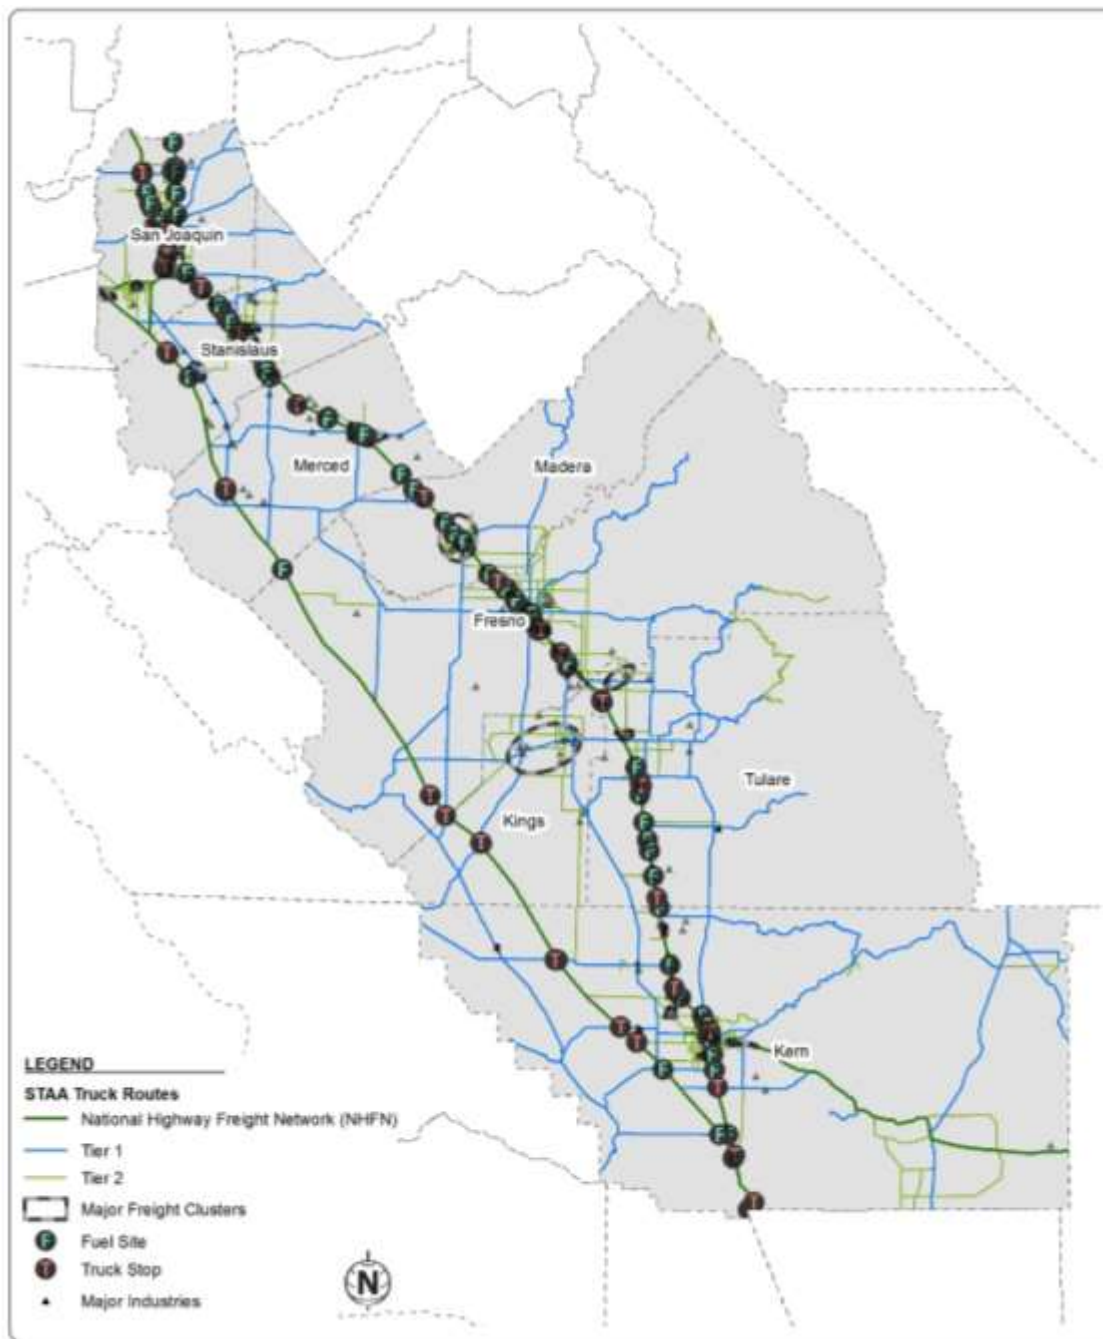 San Joaquin
Stanislaus
Merced
Madera
Fresno
Tulare
Kings
Kern
LEGEND
STAA Truck Routes
National Highway Freight Network (NHFN)
Tier 1
Tier 2
Major Freight Clusters
F Fuel Site
T Truck Stop
Major Industries
N